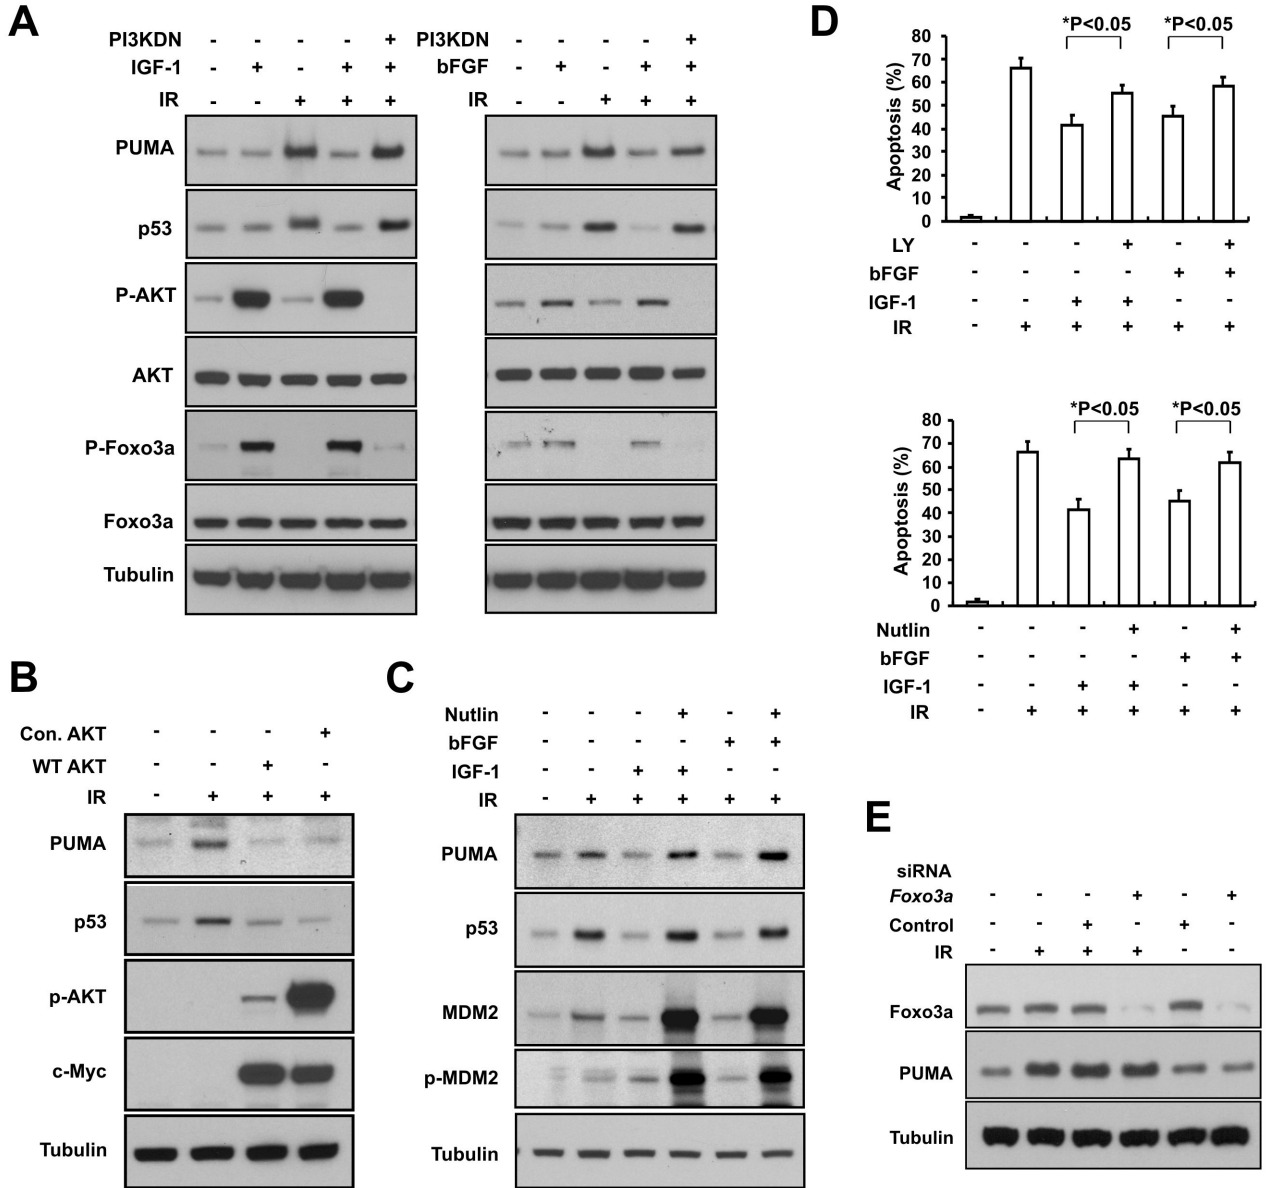 A
PI3KDN - - - - +
IGF-1 - + - + +
IR - - + + +
PUMA
p53
P-AKT
AKT
P-Foxo3a
Foxo3a
Tubulin
PI3KDN - - - - +
bFGF - + - + +
IR - - + + +
B
Con. AKT - - - +
WT AKT - - + -
IR - + + +
PUMA
p53
p-AKT
c-Myc
Tubulin
C
Nutlin - - - + - +
bFGF - - - - + +
IGF-1 - - + + - -
IR - + + + + +
PUMA
p53
MDM2
p-MDM2
Tubulin
D
*P<0.05 *P<0.05
Apoptosis (%)
80
70
60
50
40
30
20
10
0
LY - - - + - +
bFGF - - - - + +
IGF-1 - - + + - -
IR - + + + + +
*P<0.05 *P<0.05
Apoptosis (%)
80
70
60
50
40
30
20
10
0
Nutlin - - - + - +
bFGF - - - - + +
IGF-1 - - + + - -
IR - + + + + +
E
siRNA
Foxo3a - - - + - +
Control - - + - + -
IR - + + + - -
Foxo3a
PUMA
Tubulin